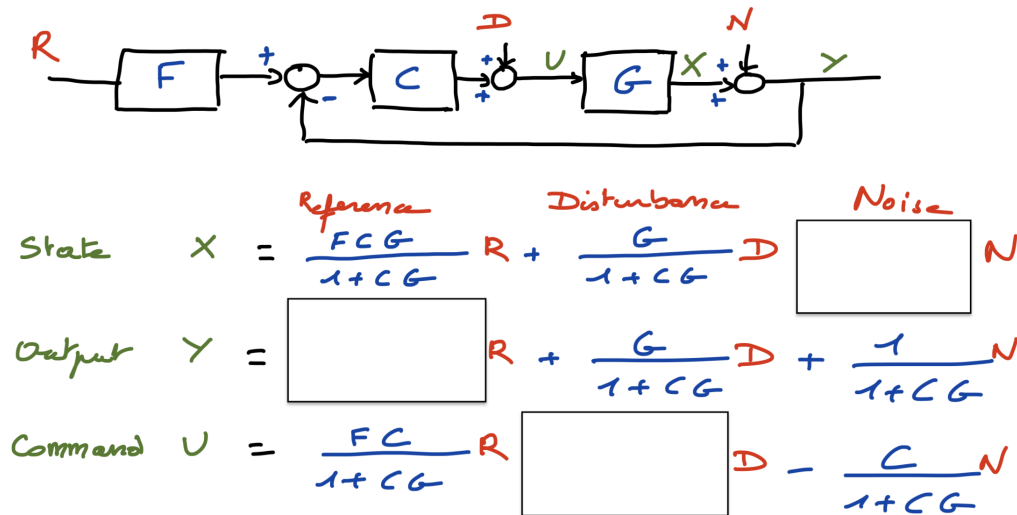 R F + - C D + + U G X N + + Y
Reference Disturbance Noise
State X = FCG/(1+CG) R + G/(1+CG) D N
Output Y = R + G/(1+CG) D + 1/(1+CG) N
Command U = FC/(1+CG) R D - C/(1+CG) N